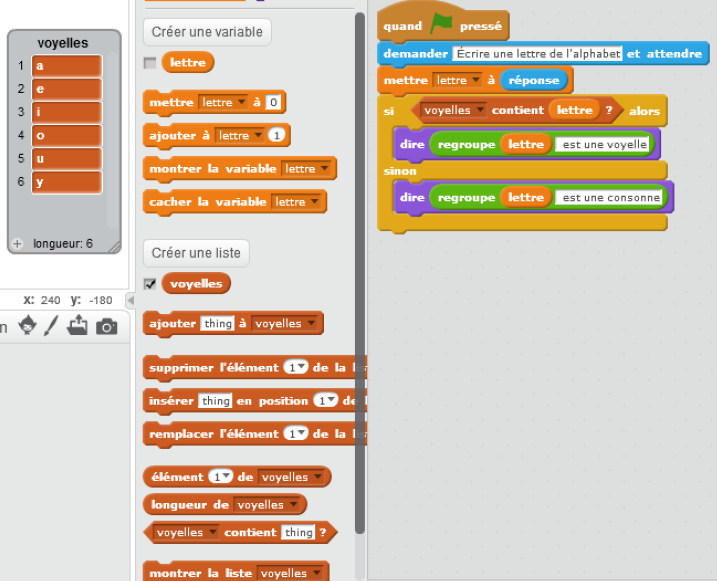 voyelles
1 a
2 e
3 i
4 o
5 u
6 y
+ longueur: 6
x: 240 y: -180
n
Créer une variable
lettre
mettre lettre à 0
ajouter à lettre 1
montrer la variable lettre
cacher la variable lettre
Créer une liste
voyelles
ajouter thing à voyelles
supprimer l'élément 1 de la l
insérer thing en position 1 de
remplacer l'élément 1 de la l
élément 1 de voyelles
longueur de voyelles
voyelles contient thing ?
montrer la liste voyelles
quand pressé
demander Écrire une lettre de l'alphabet et attendre
mettre lettre à réponse
si voyelles contient lettre ? alors
dire regroupe lettre est une voyelle
sinon
dire regroupe lettre est une consonne